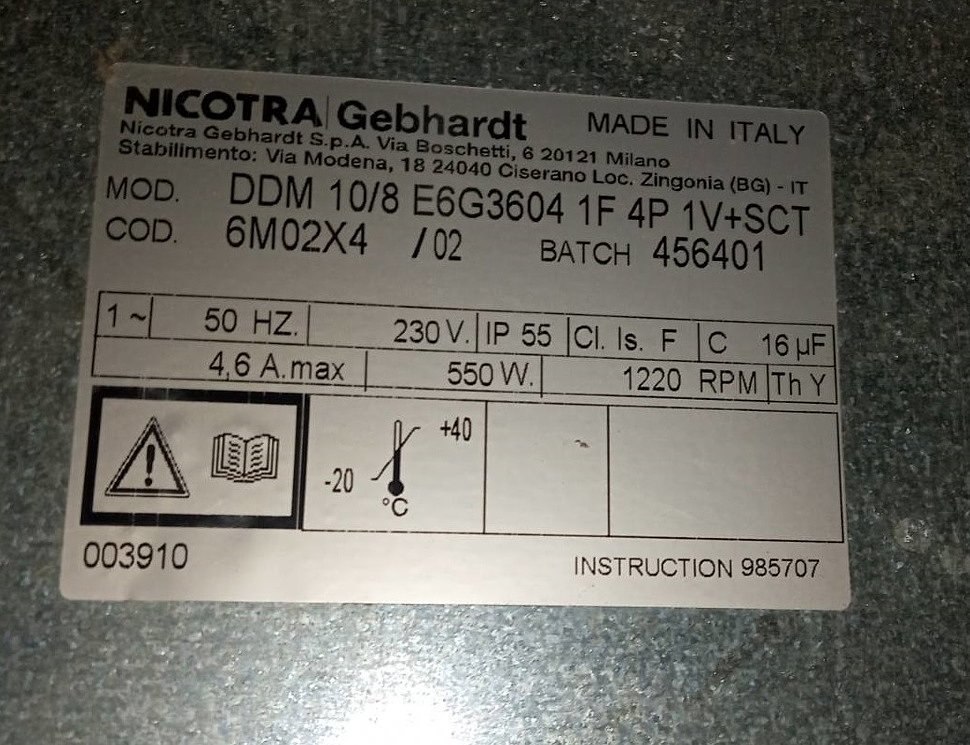 NICOTRA Gebhardt MADE IN ITALY
Nicotra Gebhardt S.p.A. Via Boschetti, 6 20121 Milano
Stabilimento: Via Modena, 18 24040 Ciserano Loc. Zingonia (BG) - IT
MOD. DDM 10/8 E6G3604 1F 4P 1V+SCT
COD. 6M02X4 /02 BATCH 456401
1~ 50 HZ. 230 V. IP 55 Cl. Is. F C 16 µF
4,6 A.max 550 W. 1220 RPM Th Y
+40
-20
°C
003910 INSTRUCTION 985707